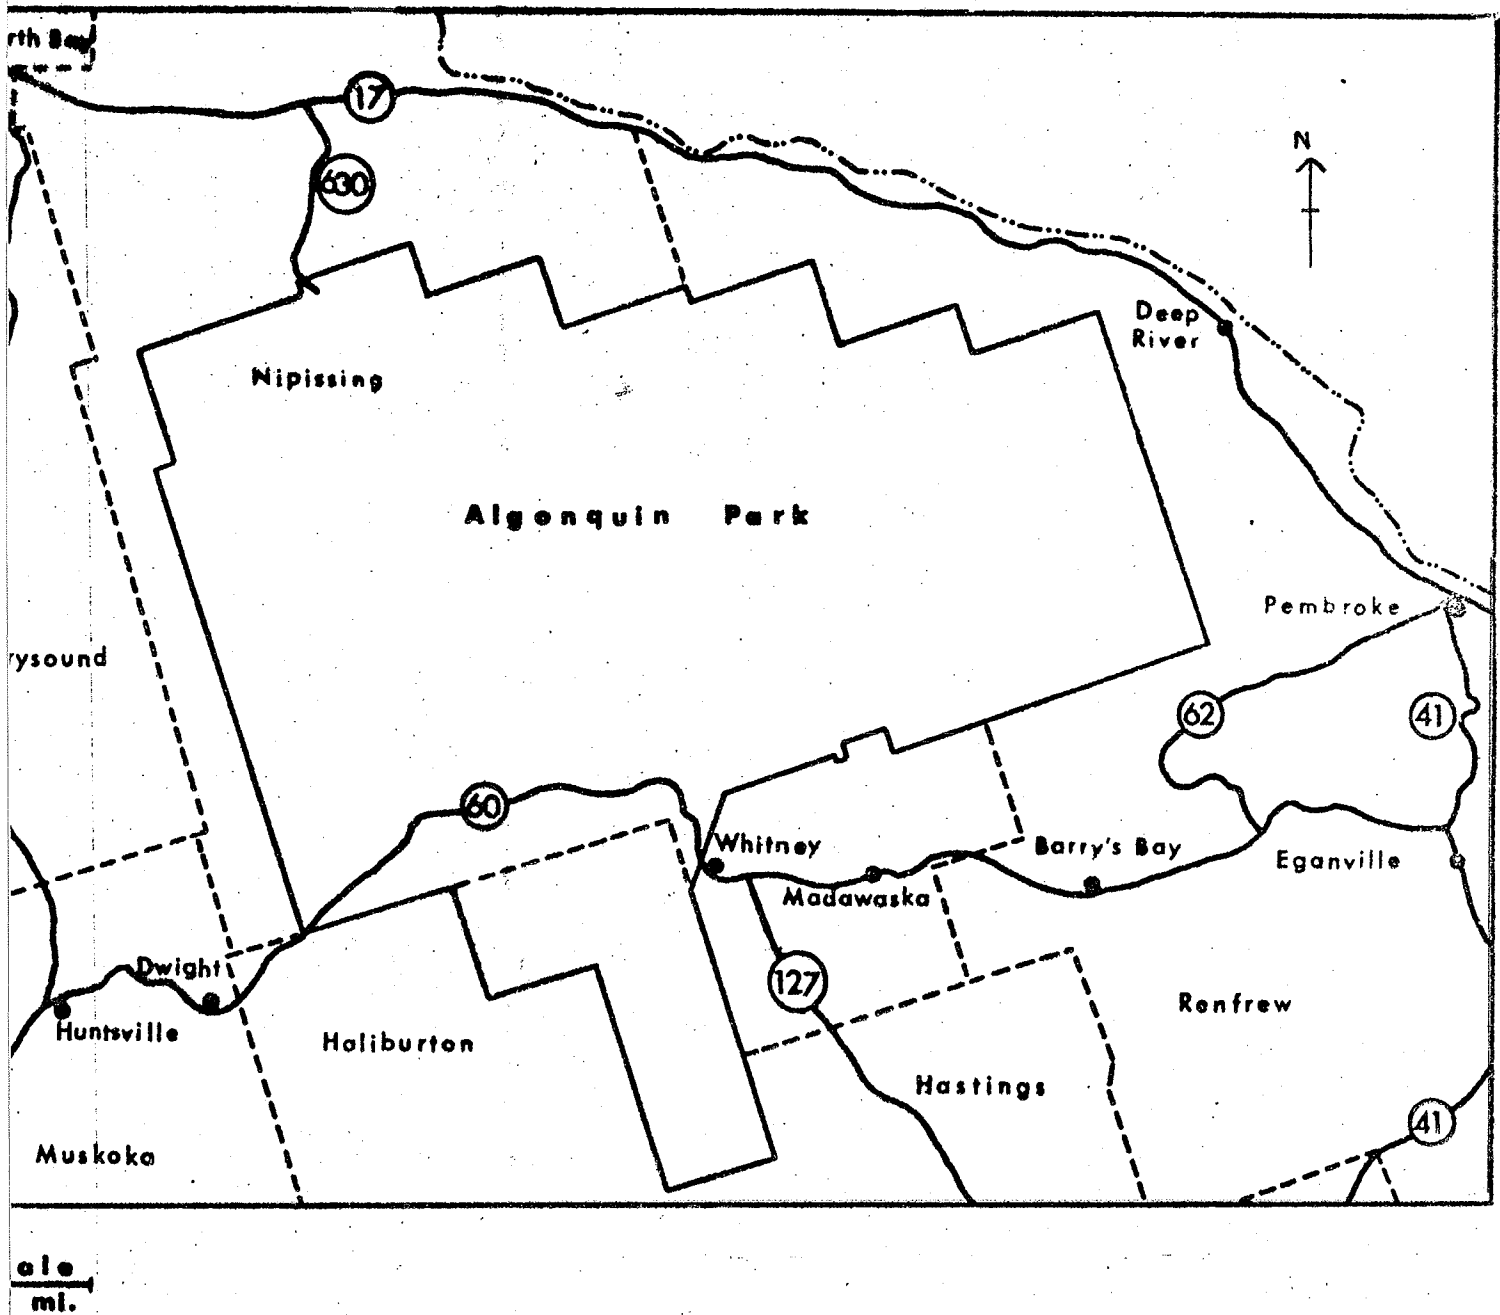 rth Bay
17
N
630
Deep
River
Nipissing
Algonquin Park
Pembroke
rysound
62
41
60
Whitney
Barry's Bay
Eganville
Madawaska
Dwight
127
Renfrew
Huntsville
Haliburton
Hastings
41
Muskoka
ale
mi.